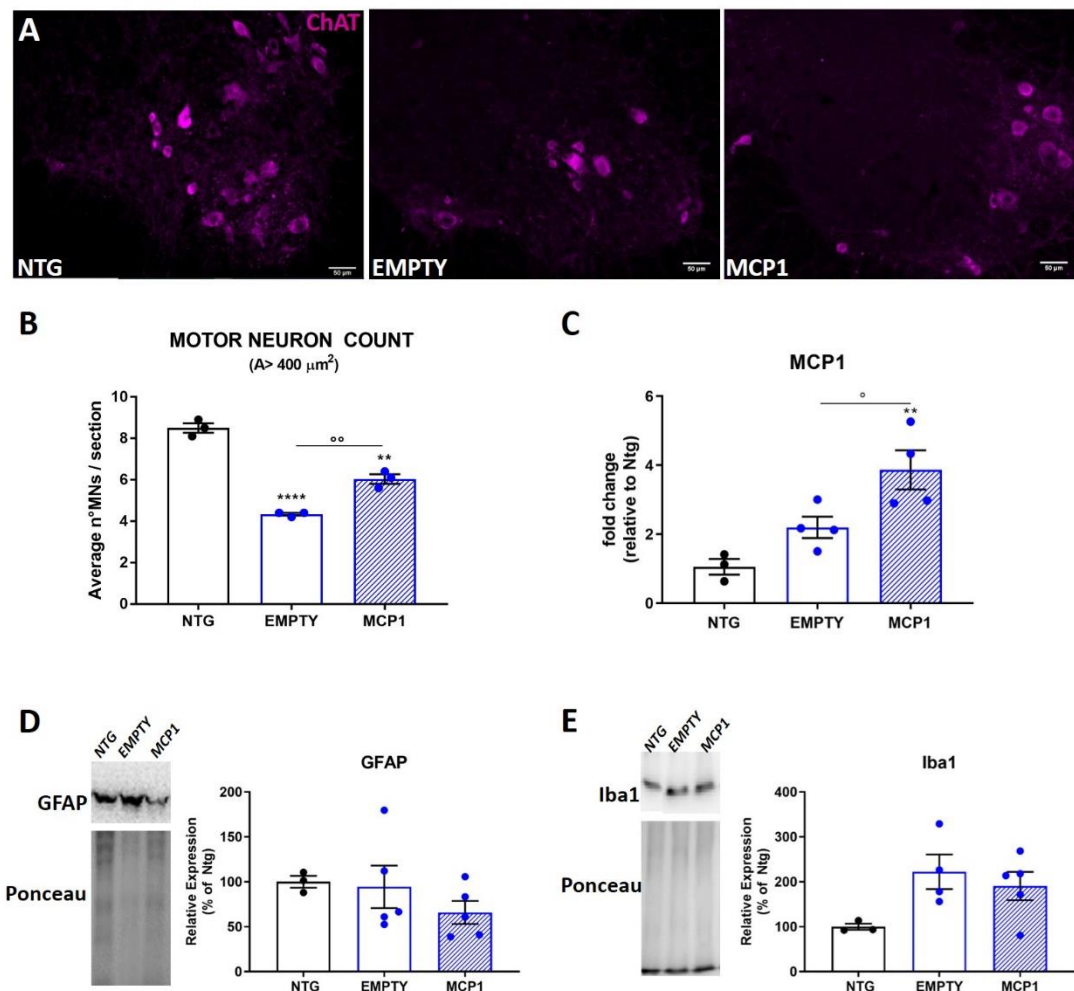 A
ChAT
NTG
50 µm
EMPTY
50 µm
MCP1
50 µm
B
MOTOR NEURON COUNT
(A> 400 µm²)
Average n°MNs / section
10
8
6
4
2
0
****
°°
**
NTG
EMPTY
MCP1
C
MCP1
fold change
(relative to Ntg)
6
4
2
0
°
**
NTG
EMPTY
MCP1
D
NTG
EMPTY
MCP1
GFAP
Ponceau
GFAP
Relative Expression
(% of Ntg)
200
150
100
50
0
NTG
EMPTY
MCP1
E
NTG
EMPTY
MCP1
Iba1
Ponceau
Iba1
Relative Expression
(% of Ntg)
400
300
200
100
0
NTG
EMPTY
MCP1